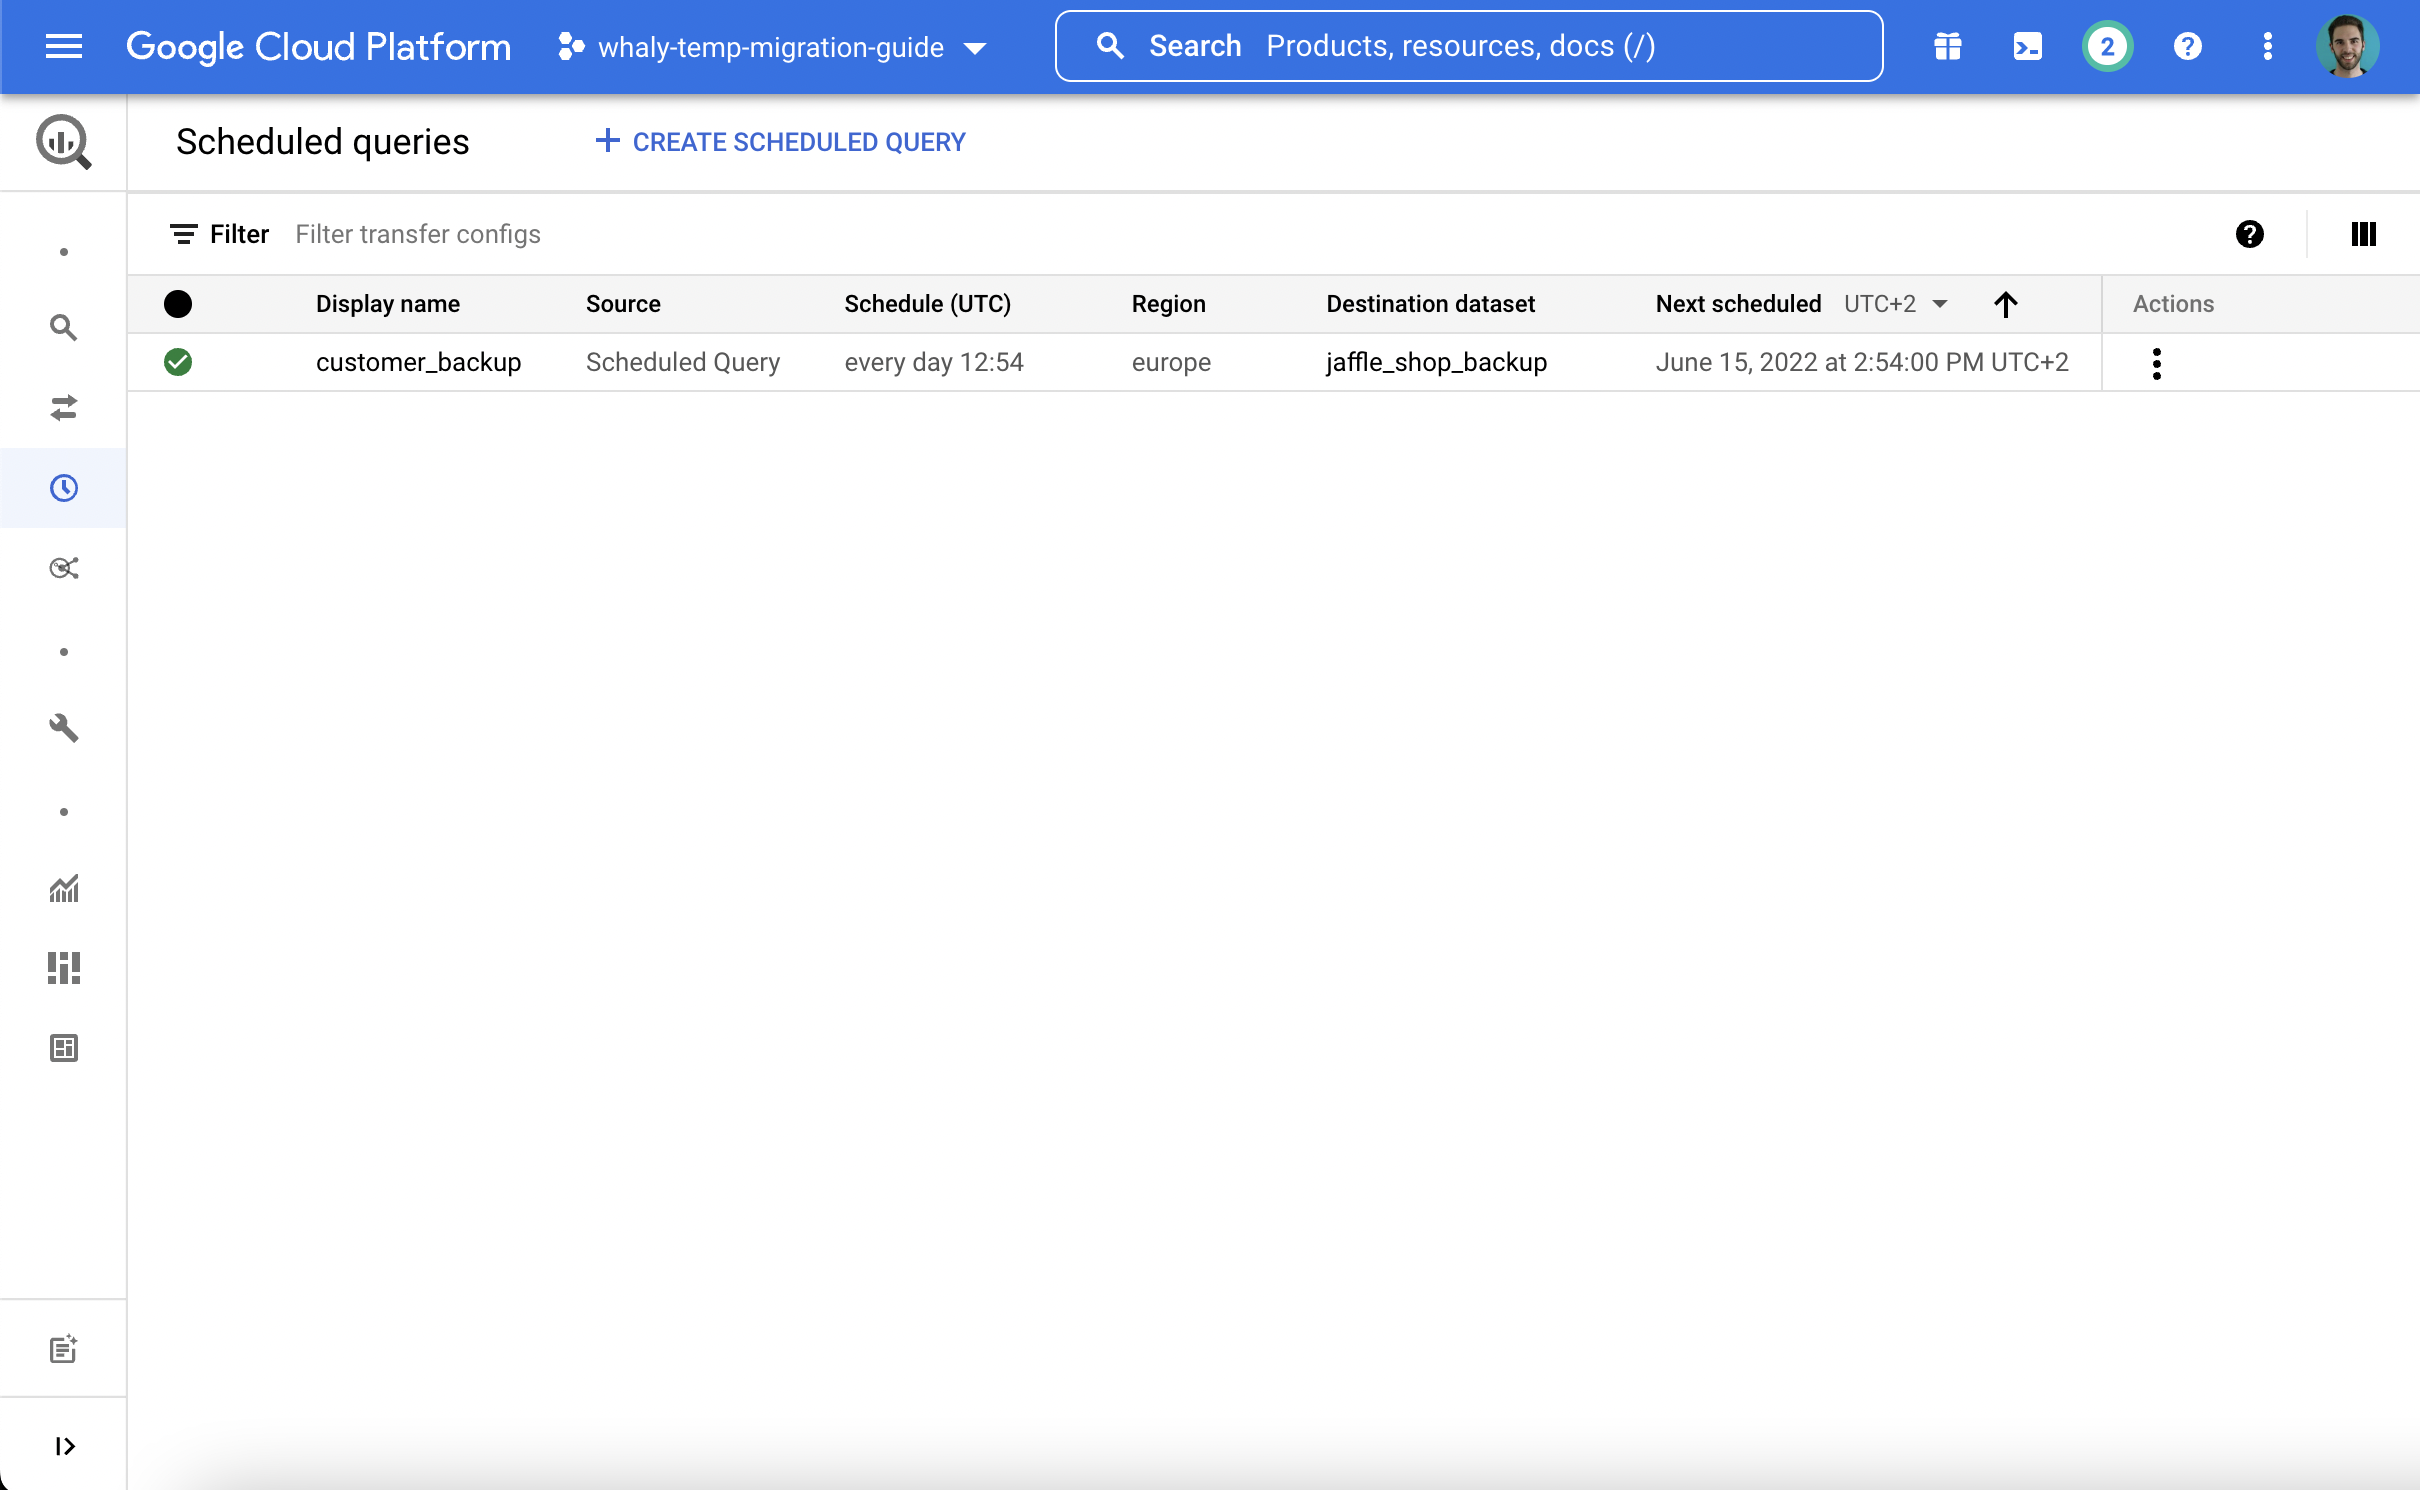 Google Cloud Platform
whaly-temp-migration-guide
Search Products, resources, docs (/)
2
?
Scheduled queries
+ CREATE SCHEDULED QUERY
Filter Filter transfer configs
?
Display name Source Schedule (UTC) Region Destination dataset Next scheduled UTC+2 Actions
customer_backup Scheduled Query every day 12:54 europe jaffle_shop_backup June 15, 2022 at 2:54:00 PM UTC+2